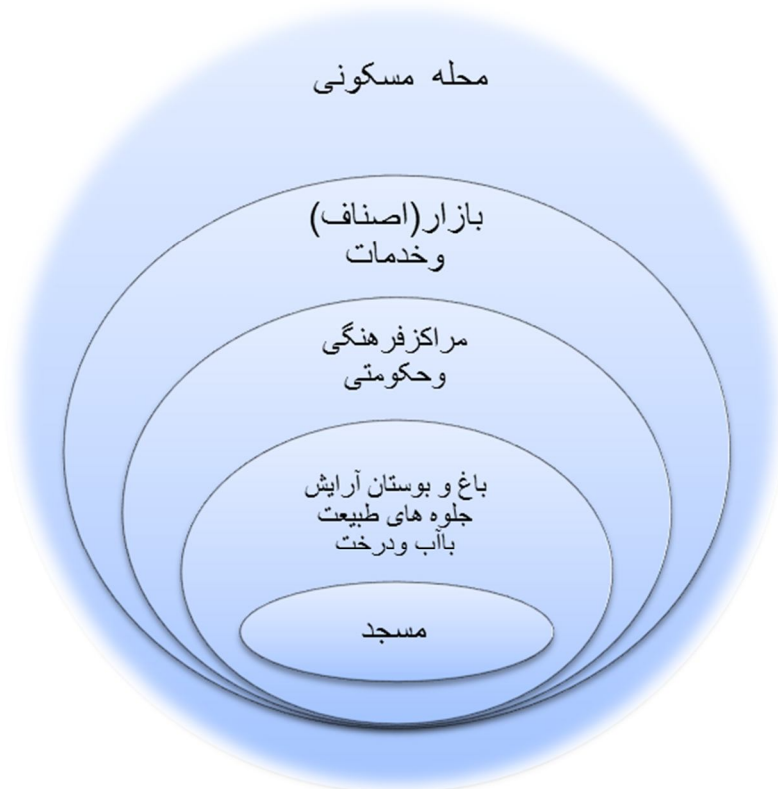 محله مسکونی
بازار(اصناف)
وخدمات
مراکزفرهنگی
وحکومتی
باغ و بوستان آرایش
جلوه های طبیعت
باآب ودرخت
مسجد